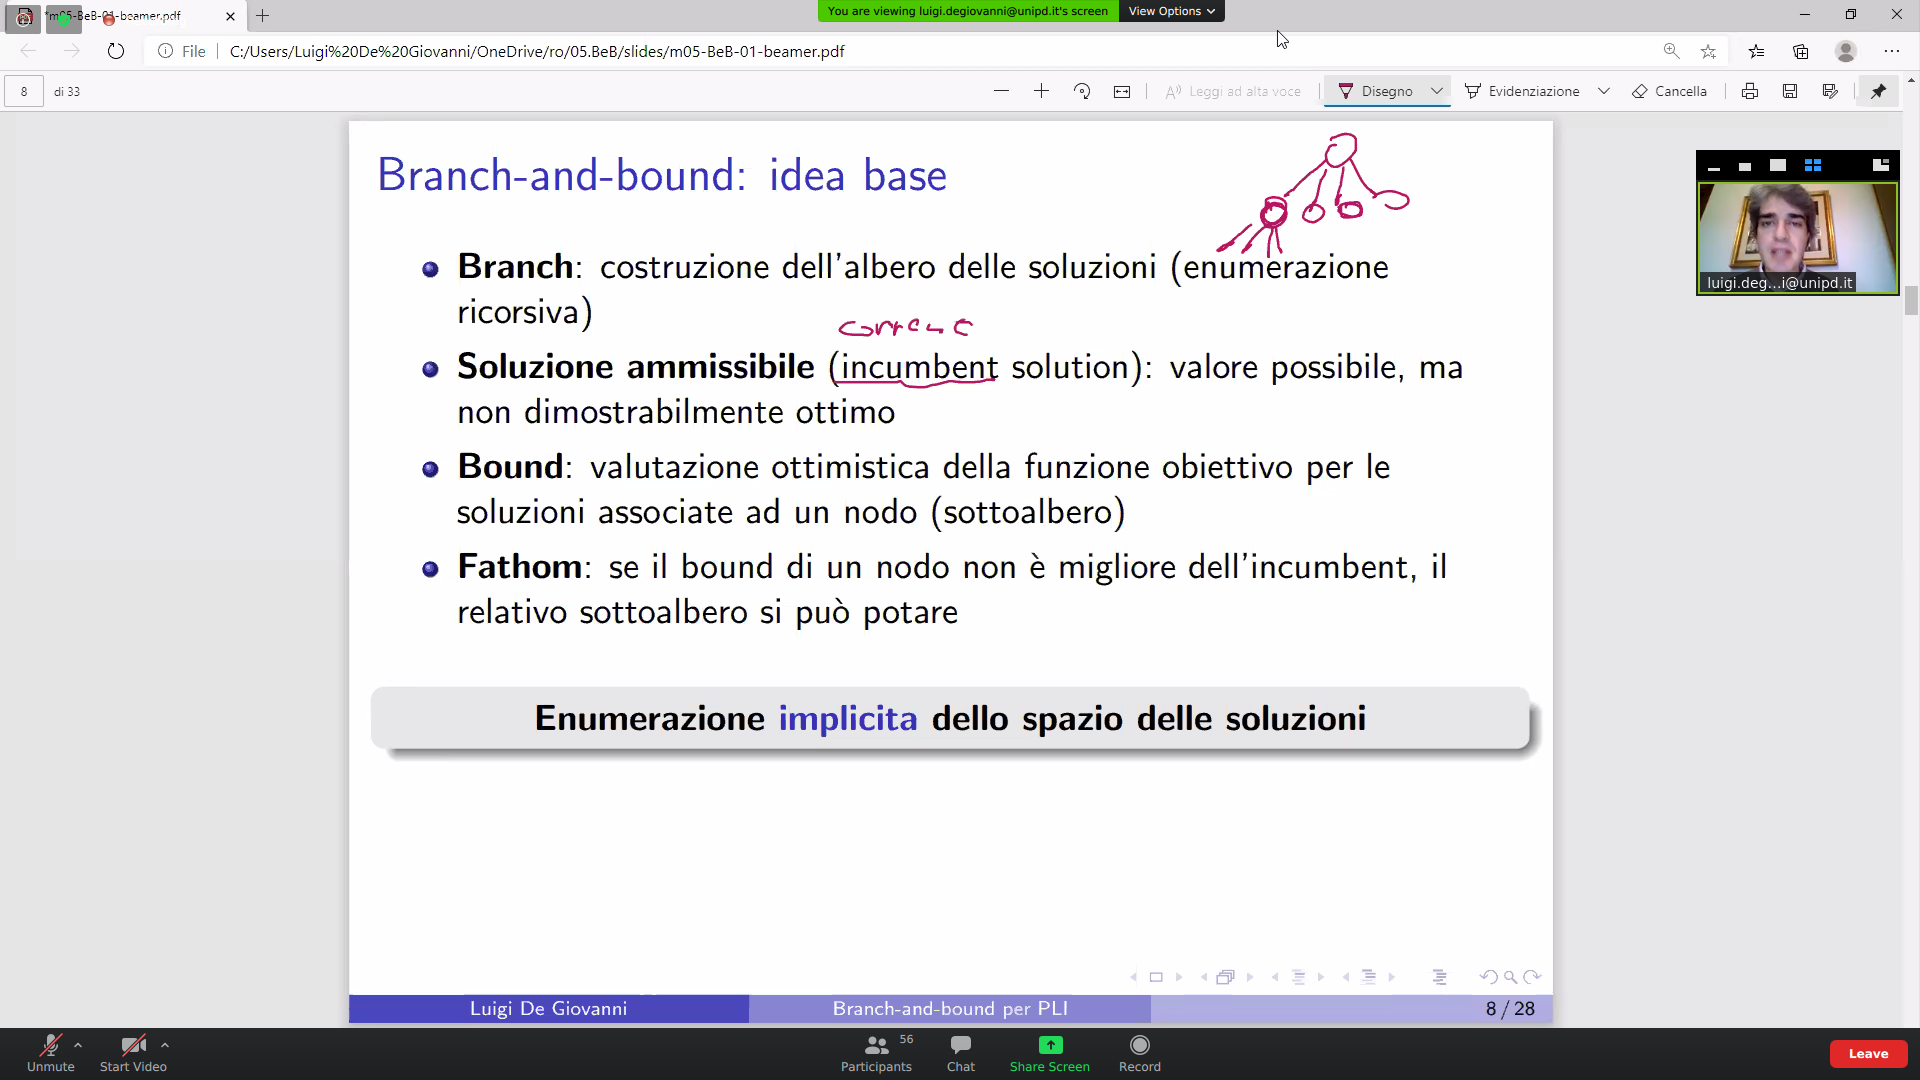 *m05-BeB-01-beamer.pdf
You are viewing luigi.degiovanni@unipd.it's screen
View Options
File
C:/Users/Luigi%20De%20Giovanni/OneDrive/ro/05.BeB/slides/m05-BeB-01-beamer.pdf
8 di 33
Leggi ad alta voce
Disegno
Evidenziazione
Cancella
luigi.deg...i@unipd.it
Branch-and-bound: idea base
Branch: costruzione dell'albero delle soluzioni (enumerazione
ricorsiva)
Soluzione ammissibile (incumbent solution): valore possibile, ma
non dimostrabilmente ottimo
Bound: valutazione ottimistica della funzione obiettivo per le
soluzioni associate ad un nodo (sottoalbero)
Fathom: se il bound di un nodo non è migliore dell'incumbent, il
relativo sottoalbero si può potare
Enumerazione implicita dello spazio delle soluzioni
Luigi De Giovanni
Branch-and-bound per PLI
8 / 28
Unmute
Start Video
Participants
56
Chat
Share Screen
Record
Leave